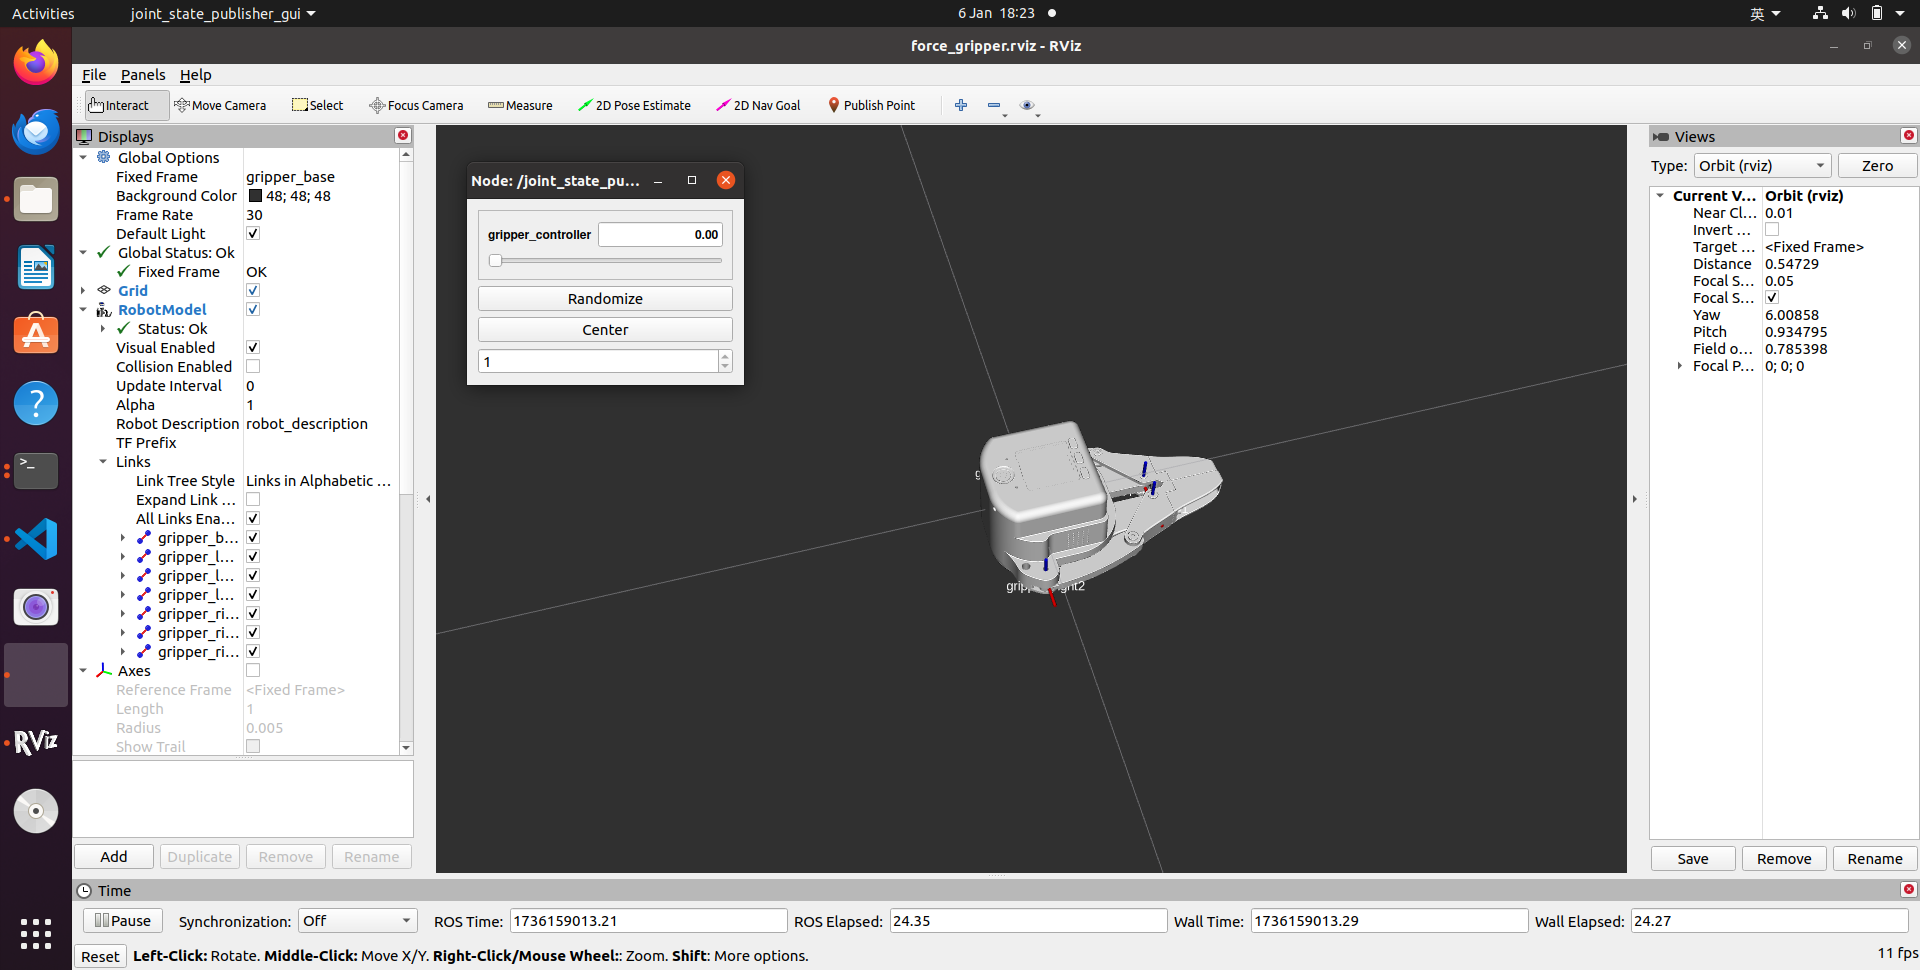 Activities
joint_state_publisher_gui
6 Jan 18:23
英
force_gripper.rviz - RViz
File Panels Help
Interact Move Camera Select Focus Camera Measure 2D Pose Estimate 2D Nav Goal Publish Point
Displays
Global Options
Fixed Frame gripper_base
Background Color 48; 48; 48
Frame Rate 30
Default Light
Global Status: Ok
Fixed Frame OK
Grid
RobotModel
Status: Ok
Visual Enabled
Collision Enabled
Update Interval 0
Alpha 1
Robot Description robot_description
TF Prefix
Links
Link Tree Style Links in Alphabetic ...
Expand Link ...
All Links Ena...
gripper_b...
gripper_l...
gripper_l...
gripper_l...
gripper_ri...
gripper_ri...
gripper_ri...
Axes
Reference Frame <Fixed Frame>
Length 1
Radius 0.005
Show Trail
Add Duplicate Remove Rename
Node: /joint_state_pu...
gripper_controller 0.00
Randomize
Center
1
Views
Type: Orbit (rviz) Zero
Current V... Orbit (rviz)
Near Cl... 0.01
Invert ...
Target ... <Fixed Frame>
Distance 0.54729
Focal S... 0.05
Focal S...
Yaw 6.00858
Pitch 0.934795
Field o... 0.785398
Focal P... 0; 0; 0
Save Remove Rename
Time
Pause Synchronization: Off ROS Time: 1736159013.21 ROS Elapsed: 24.35 Wall Time: 1736159013.29 Wall Elapsed: 24.27
Reset Left-Click: Rotate. Middle-Click: Move X/Y. Right-Click/Mouse Wheel:: Zoom. Shift: More options. 11 fps
RViz